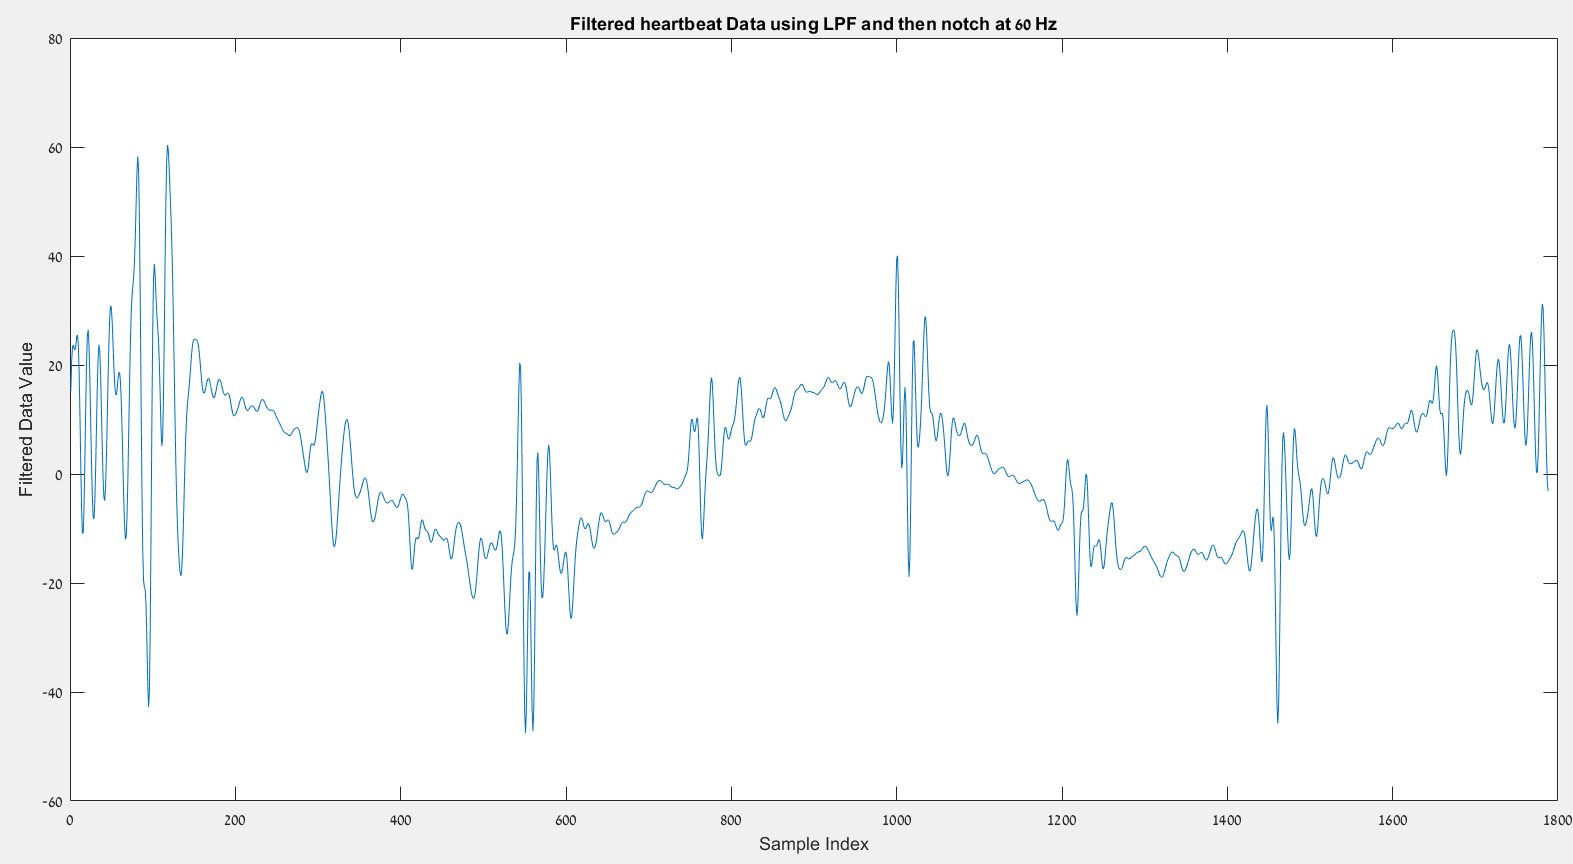 Filtered heartbeat Data using LPF and then notch at 60 Hz
80
60
40
20
0
-20
-40
-60
Filtered Data Value
0 200 400 600 800 1000 1200 1400 1600 1800
Sample Index